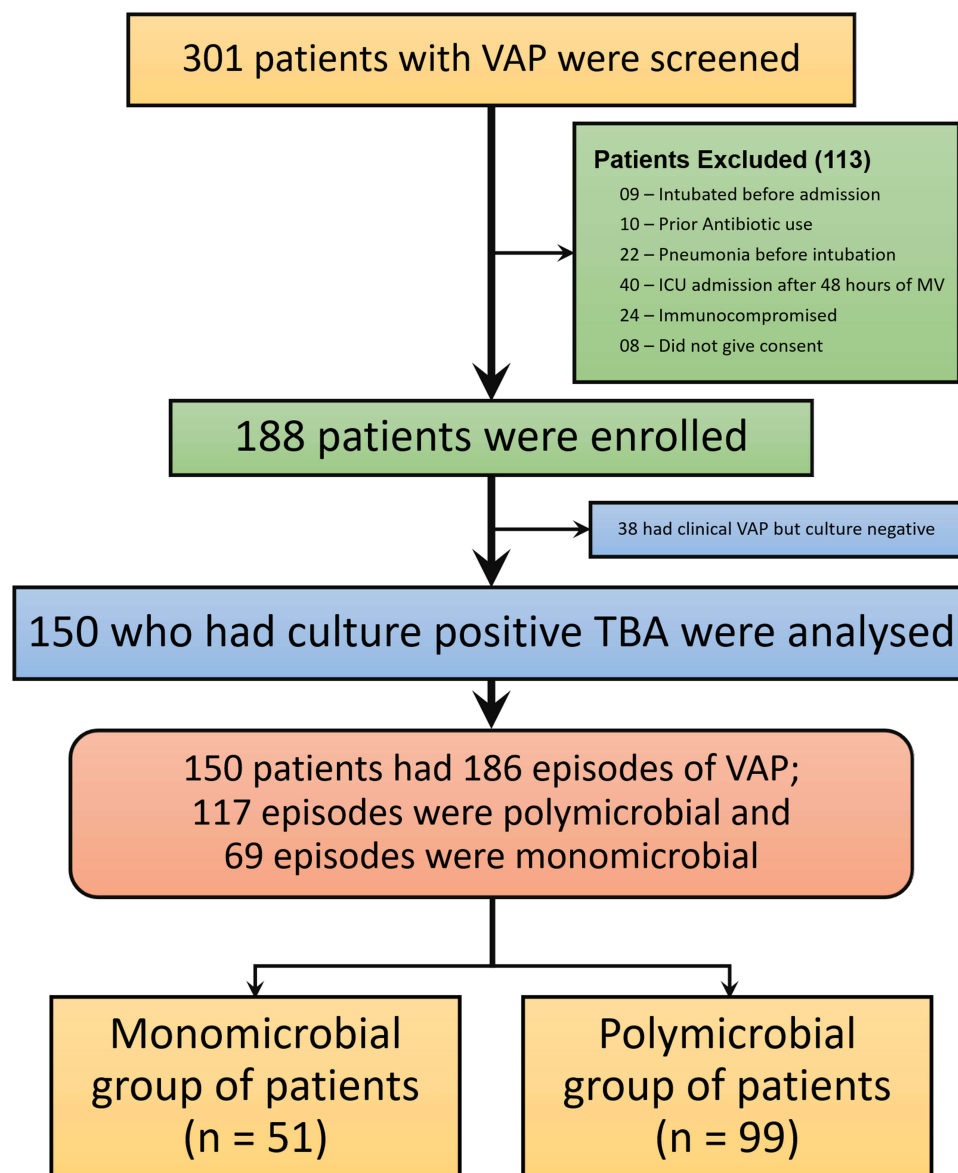 301 patients with VAP were screened
Patients Excluded (113)
09 – Intubated before admission
10 – Prior Antibiotic use
22 – Pneumonia before intubation
40 – ICU admission after 48 hours of MV
24 – Immunocompromised
08 – Did not give consent
188 patients were enrolled
38 had clinical VAP but culture negative
150 who had culture positive TBA were analysed
150 patients had 186 episodes of VAP;
117 episodes were polymicrobial and
69 episodes were monomicrobial
Monomicrobial
group of patients
(n = 51)
Polymicrobial
group of patients
(n = 99)